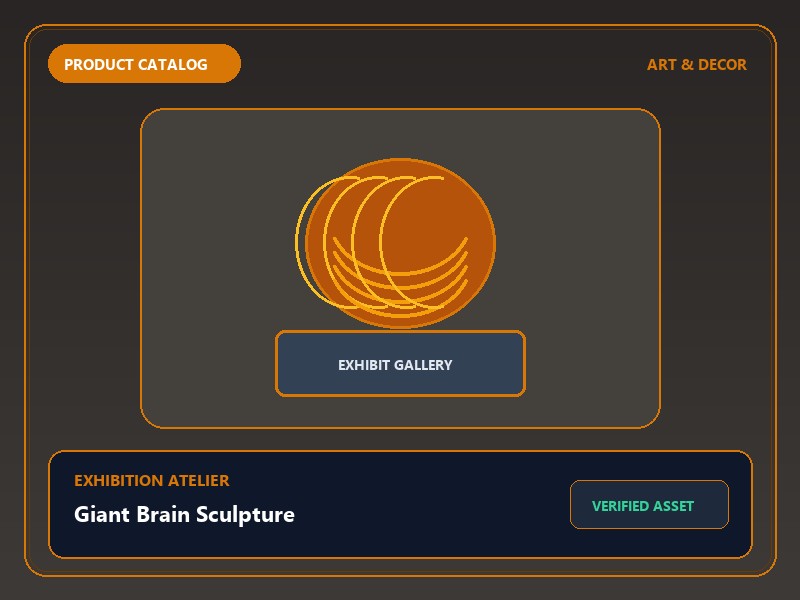 PRODUCT CATALOG
ART & DECOR
EXHIBIT GALLERY
EXHIBITION ATELIER
Giant Brain Sculpture
VERIFIED ASSET